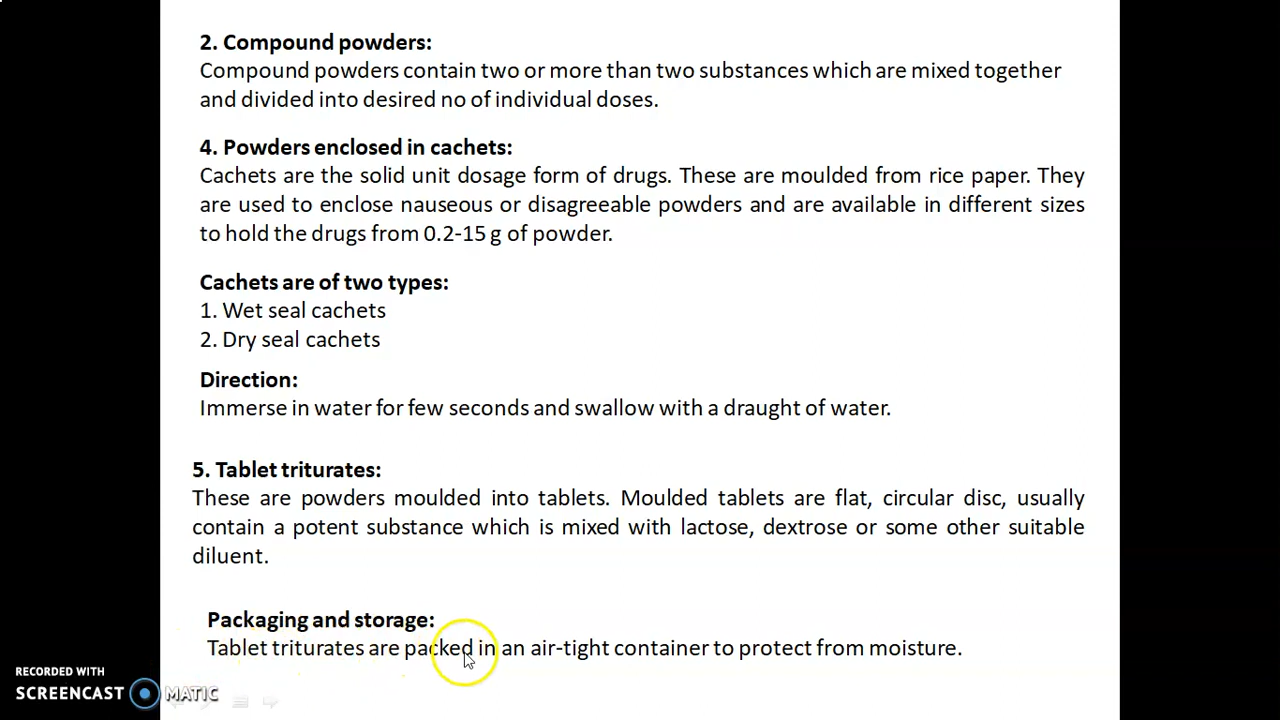 2. Compound powders:
Compound powders contain two or more than two substances which are mixed together
and divided into desired no of individual doses.
4. Powders enclosed in cachets:
Cachets are the solid unit dosage form of drugs. These are moulded from rice paper. They
are used to enclose nauseous or disagreeable powders and are available in different sizes
to hold the drugs from 0.2-15 g of powder.
Cachets are of two types:
1. Wet seal cachets
2. Dry seal cachets
Direction:
Immerse in water for few seconds and swallow with a draught of water.
5. Tablet triturates:
These are powders moulded into tablets. Moulded tablets are flat, circular disc, usually
contain a potent substance which is mixed with lactose, dextrose or some other suitable
diluent.
Packaging and storage:
Tablet triturates are packed in an air-tight container to protect from moisture.
RECORDED WITH
SCREENCAST MATIC